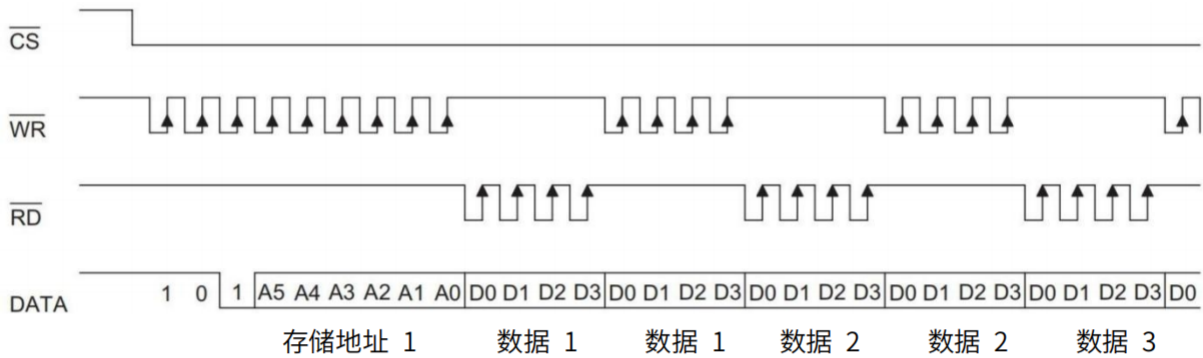 CS
WR
RD
DATA 1 0 1 A5 A4 A3 A2 A1 A0 D0 D1 D2 D3 D0 D1 D2 D3 D0 D1 D2 D3 D0 D1 D2 D3 D0 D1 D2 D3 D0
存储地址 1 数据 1 数据 1 数据 2 数据 2 数据 3